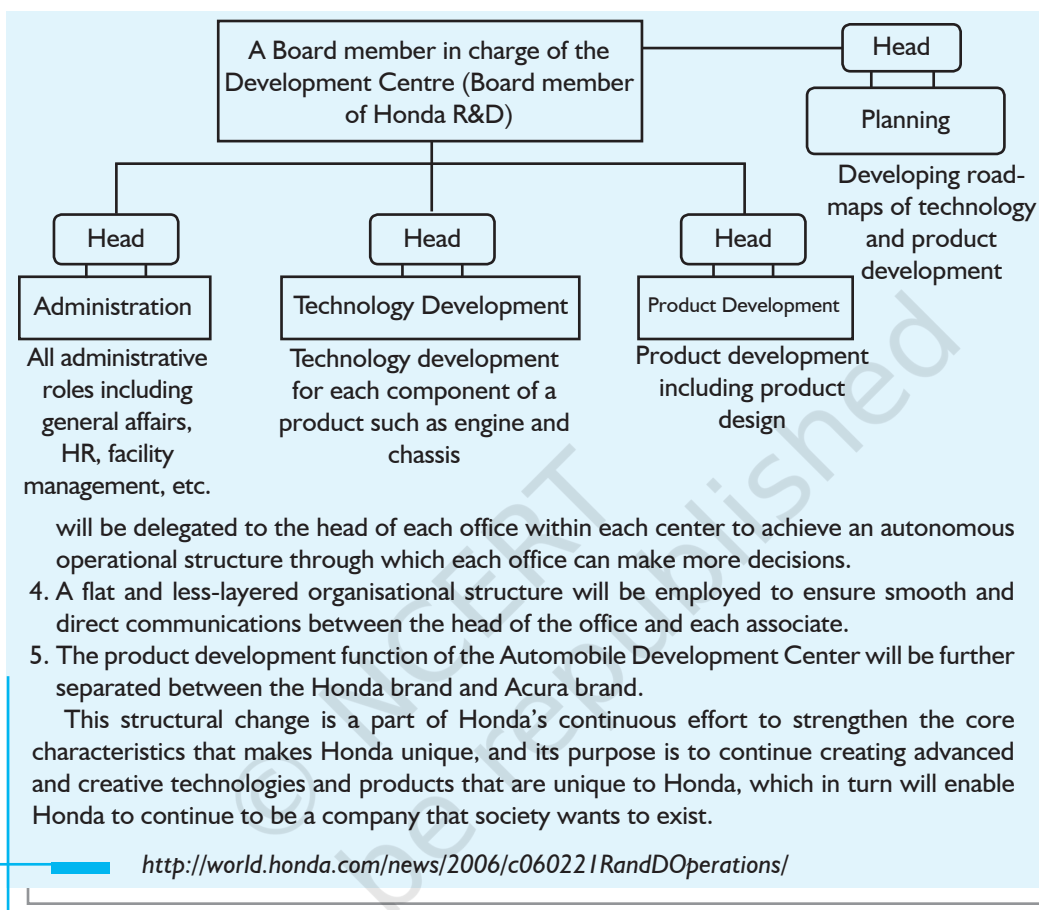 A Board member in charge of the
Development Centre (Board member
of Honda R&D)
Head
Planning
Developing road-
maps of technology
and product
development
Head
Administration
All administrative
roles including
general affairs,
HR, facility
management, etc.
Head
Technology Development
Technology development
for each component of a
product such as engine and
chassis
Head
Product Development
Product development
including product
design
will be delegated to the head of each office within each center to achieve an autonomous
operational structure through which each office can make more decisions.
4. A flat and less-layered organisational structure will be employed to ensure smooth and
direct communications between the head of the office and each associate.
5. The product development function of the Automobile Development Center will be further
separated between the Honda brand and Acura brand.
This structural change is a part of Honda's continuous effort to strengthen the core
characteristics that makes Honda unique, and its purpose is to continue creating advanced
and creative technologies and products that are unique to Honda, which in turn will enable
Honda to continue to be a company that society wants to exist.
http://world.honda.com/news/2006/c060221RandDOperations/
© NCERT
be republished